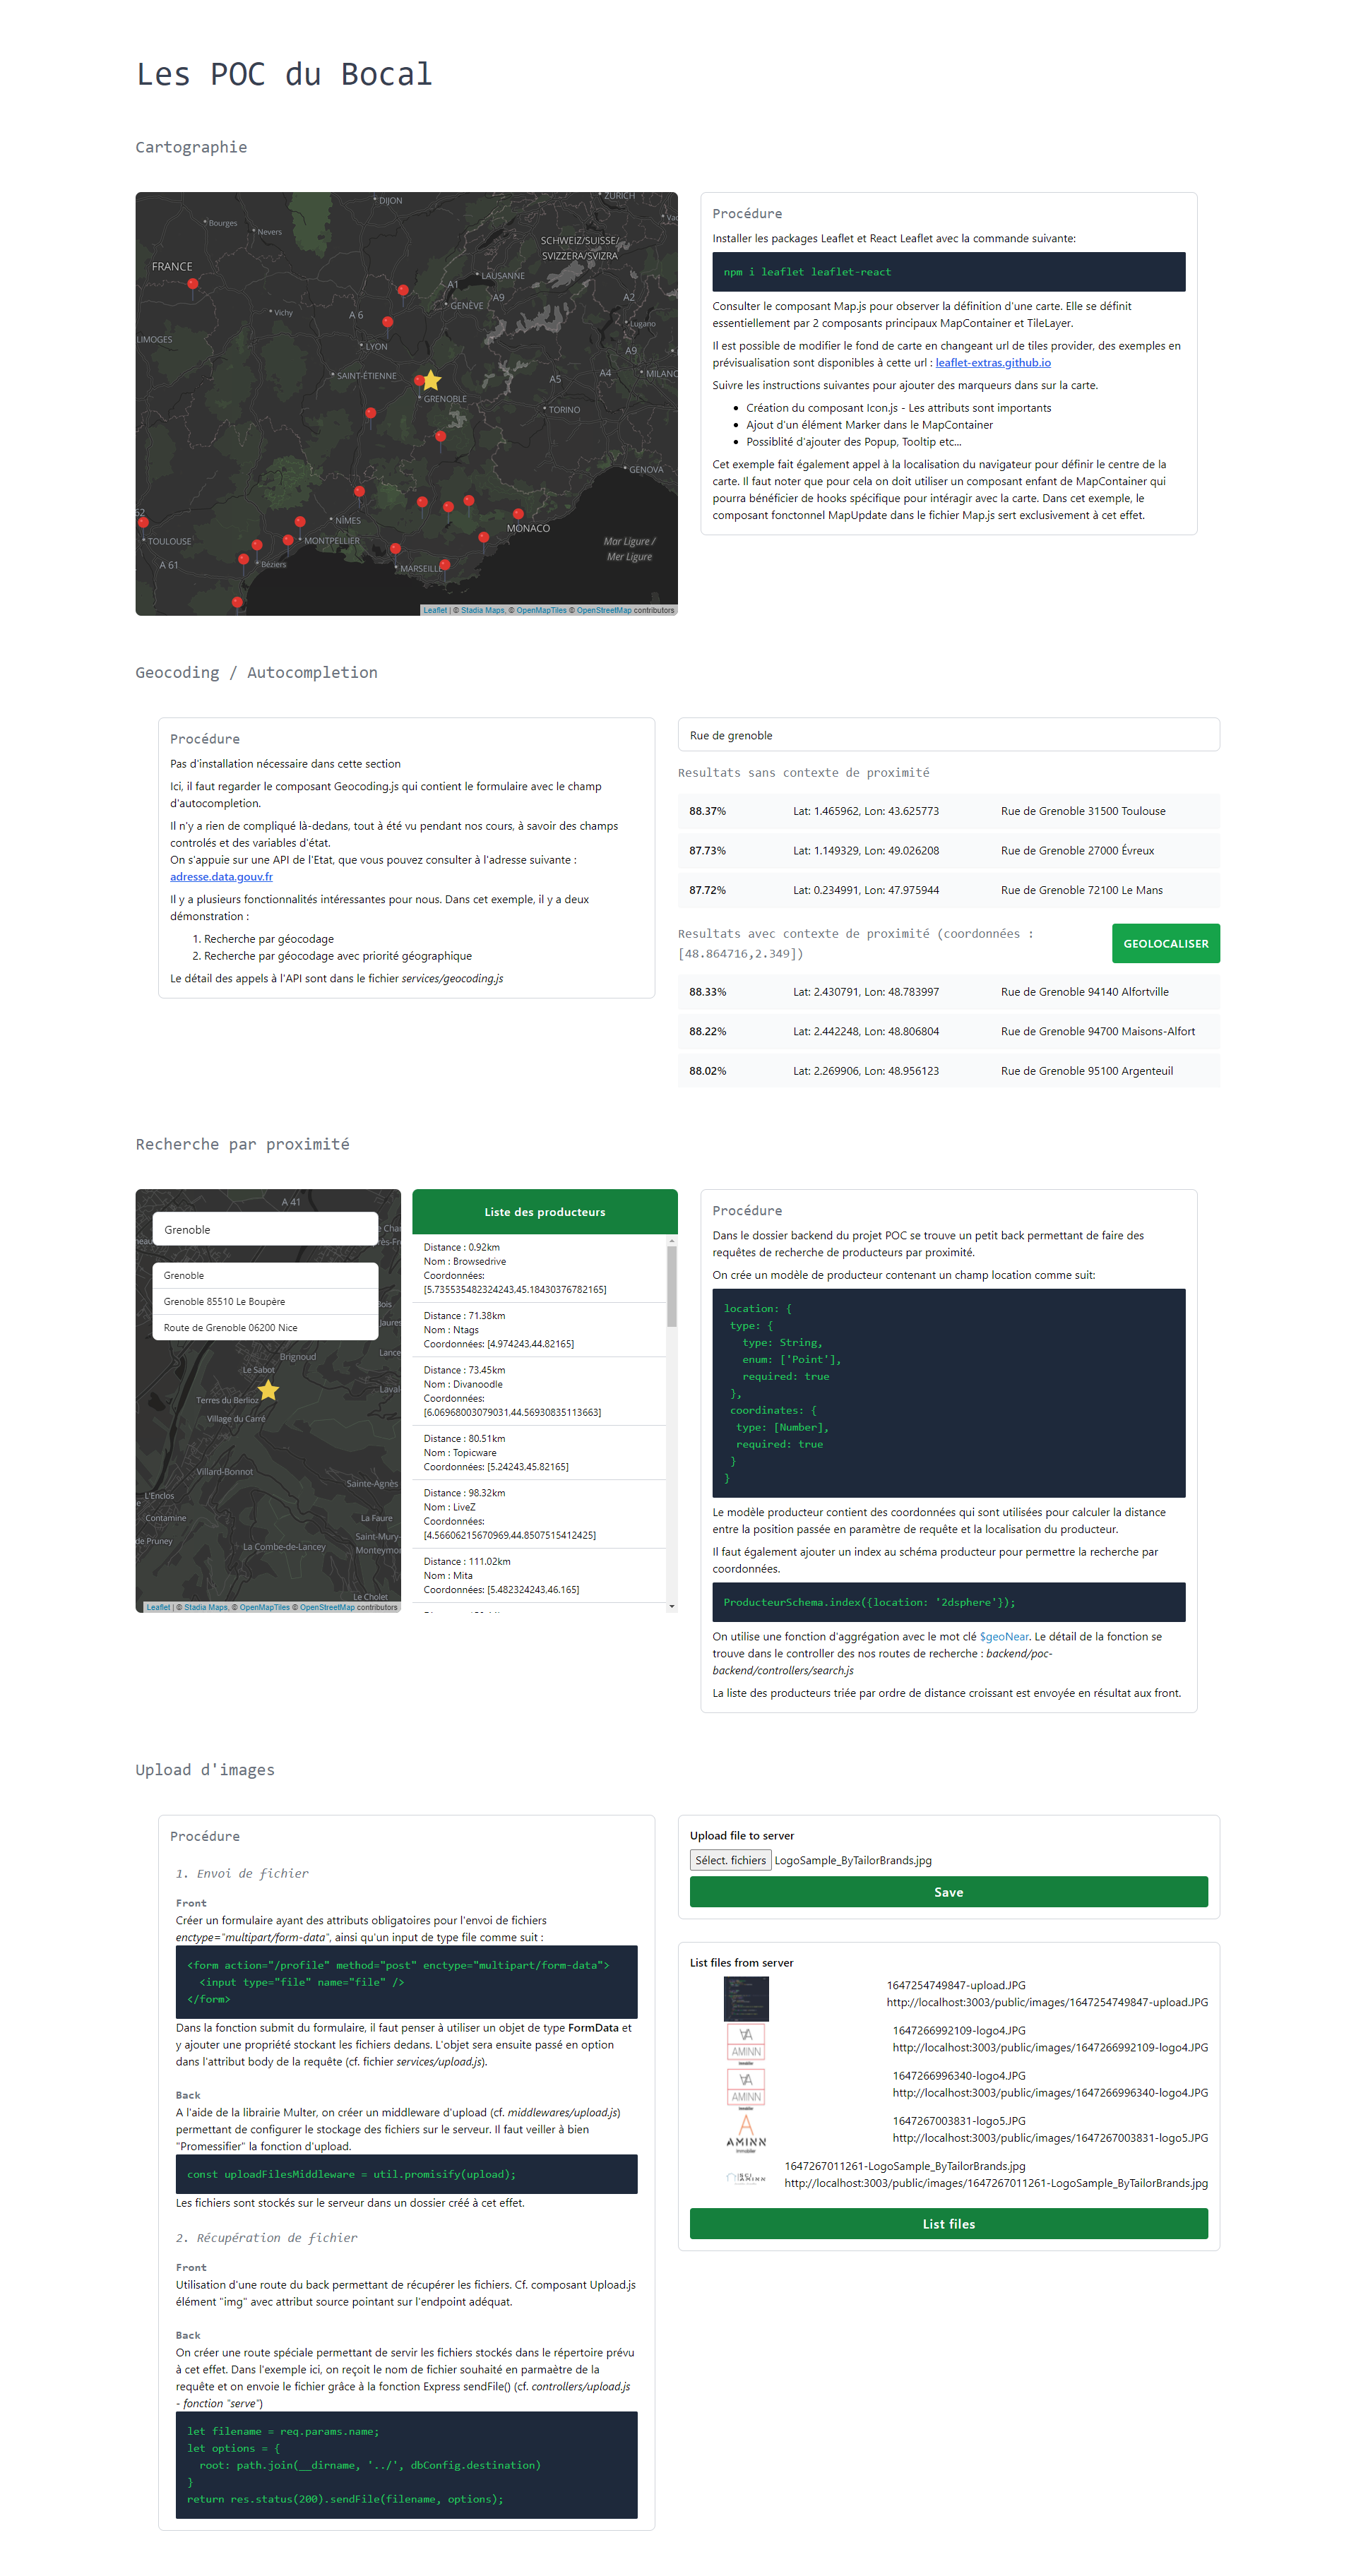 Les POC du Bocal
Cartographie
DIJON
ZÜRICH
Bourges
Nevers
SCHWEIZ/SUISSE/
SVIZZERA/SVIZRA
FRANCE
LAUSANNE
A1
A9
A2
GENÈVE
Vichy
A 6
Lugano
LIMOGES
LYON
A9
SAINT-ÉTIENNE
A5
A4
MILANO
GRENOBLE
TORINO
GENOVA
62
NÎMES
MONACO
TOULOUSE
MONTPELLIER
Mar Ligure /
Mer Ligure
A 61
Béziers
MARSEILLE
Leaflet | © Stadia Maps, © OpenMapTiles © OpenStreetMap contributors
Procédure
Installer les packages Leaflet et React Leaflet avec la commande suivante:
npm i leaflet leaflet-react
Consulter le composant Map.js pour observer la définition d'une carte. Elle se définit
essentiellement par 2 composants principaux MapContainer et TileLayer.
Il est possible de modifier le fond de carte en changeant url de tiles provider, des exemples en
prévisualisation sont disponibles à cette url : leaflet-extras.github.io
Suivre les instructions suivantes pour ajouter des marqueurs dans sur la carte.
• Création du composant Icon.js - Les attributs sont importants
• Ajout d'un élément Marker dans le MapContainer
• Possiblité d'ajouter des Popup, Tooltip etc...
Cet exemple fait également appel à la localisation du navigateur pour définir le centre de la
carte. Il faut noter que pour cela on doit utiliser un composant enfant de MapContainer qui
pourra bénéficier de hooks spécifique pour intéragir avec la carte. Dans cet exemple, le
composant fonctonnel MapUpdate dans le fichier Map.js sert exclusivement à cet effet.
Geocoding / Autocompletion
Procédure
Pas d'installation nécessaire dans cette section
Ici, il faut regarder le composant Geocoding.js qui contient le formulaire avec le champ
d'autocompletion.
Il n'y a rien de compliqué là-dedans, tout à été vu pendant nos cours, à savoir des champs
controlés et des variables d'état.
On s'appuie sur une API de l'Etat, que vous pouvez consulter à l'adresse suivante :
adresse.data.gouv.fr
Il y a plusieurs fonctionnalités intéressantes pour nous. Dans cet exemple, il y a deux
démonstration :
1. Recherche par géocodage
2. Recherche par géocodage avec priorité géographique
Le détail des appels à l'API sont dans le fichier services/geocoding.js
Rue de grenoble
Resultats sans contexte de proximité
88.37% Lat: 1.465962, Lon: 43.625773 Rue de Grenoble 31500 Toulouse
87.73% Lat: 1.149329, Lon: 49.026208 Rue de Grenoble 27000 Évreux
87.72% Lat: 0.234991, Lon: 47.975944 Rue de Grenoble 72100 Le Mans
Resultats avec contexte de proximité (coordonnées :
[48.864716,2.349])
GEOLOCALISER
88.33% Lat: 2.430791, Lon: 48.783997 Rue de Grenoble 94140 Alfortville
88.22% Lat: 2.442248, Lon: 48.806804 Rue de Grenoble 94700 Maisons-Alfort
88.02% Lat: 2.269906, Lon: 48.956123 Rue de Grenoble 95100 Argenteuil
Recherche par proximité
A 41
Grenoble
Grenoble
Grenoble 85510 Le Boupère
Route de Grenoble 06200 Nice
Brignoud
Le Sabot
Terres du Berlioz
Village du Carré
Villard-Bonnot
Sainte-Agnès
L'Enclos
Contamine
La Faure
de Pruney
La Combe-de-Lancey
Saint-Mury-
Monteymo
Le Cholet
Leaflet | © Stadia Maps, © OpenMapTiles © OpenStreetMap contributors
Liste des producteurs
Distance : 0.92km
Nom : Browsedrive
Coordonnées:
[5.735535482324243,45.18430376782165]
Distance : 71.38km
Nom : Ntags
Coordonnées: [4.974243,44.82165]
Distance : 73.45km
Nom : Divanoodle
Coordonnées:
[6.06968003079031,44.56930835113663]
Distance : 80.51km
Nom : Topicware
Coordonnées: [5.24243,45.82165]
Distance : 98.32km
Nom : LiveZ
Coordonnées:
[4.56606215670969,44.8507515412425]
Distance : 111.02km
Nom : Mita
Coordonnées: [5.482324243,46.165]
Procédure
Dans le dossier backend du projet POC se trouve un petit back permettant de faire des
requêtes de recherche de producteurs par proximité.
On crée un modèle de producteur contenant un champ location comme suit:
location: {
type: {
type: String,
enum: ['Point'],
required: true
},
coordinates: {
type: [Number],
required: true
}
}
Le modèle producteur contient des coordonnées qui sont utilisées pour calculer la distance
entre la position passée en paramètre de requête et la localisation du producteur.
Il faut également ajouter un index au schéma producteur pour permettre la recherche par
coordonnées.
ProducteurSchema.index({location: '2dsphere'});
On utilise une fonction d'aggrégation avec le mot clé $geoNear. Le détail de la fonction se
trouve dans le controller des nos routes de recherche : backend/poc-
backend/controllers/search.js
La liste des producteurs triée par ordre de distance croissant est envoyée en résultat aux front.
Upload d'images
Procédure
1. Envoi de fichier
Front
Créer un formulaire ayant des attributs obligatoires pour l'envoi de fichiers
enctype="multipart/form-data", ainsi qu'un input de type file comme suit :
<form action="/profile" method="post" enctype="multipart/form-data">
<input type="file" name="file" />
</form>
Dans la fonction submit du formulaire, il faut penser à utiliser un objet de type FormData et
y ajouter une propriété stockant les fichiers dedans. L'objet sera ensuite passé en option
dans l'attribut body de la requête (cf. fichier services/upload.js).
Back
A l'aide de la librairie Multer, on créer un middleware d'upload (cf. middlewares/upload.js)
permettant de configurer le stockage des fichiers sur le serveur. Il faut veiller à bien
"Promessifier" la fonction d'upload.
const uploadFilesMiddleware = util.promisify(upload);
Les fichiers sont stockés sur le serveur dans un dossier créé à cet effet.
2. Récupération de fichier
Front
Utilisation d'une route du back permettant de récupérer les fichiers. Cf. composant Upload.js
élément "img" avec attribut source pointant sur l'endpoint adéquat.
Back
On créer une route spéciale permettant de servir les fichiers stockés dans le répertoire prévu
à cet effet. Dans l'exemple ici, on reçoit le nom de fichier souhaité en parmaètre de la
requête et on envoie le fichier grâce à la fonction Express sendFile() (cf. controllers/upload.js
- fonction "serve")
let filename = req.params.name;
let options = {
root: path.join(__dirname, '../', dbConfig.destination)
}
return res.status(200).sendFile(filename, options);
Upload file to server
Sélect. fichiers LogoSample_ByTailorBrands.jpg
Save
List files from server
1647254749847-upload.JPG
http://localhost:3003/public/images/1647254749847-upload.JPG
AMINN
1647266992109-logo4.JPG
http://localhost:3003/public/images/1647266992109-logo4.JPG
AMINN
1647266996340-logo4.JPG
http://localhost:3003/public/images/1647266996340-logo4.JPG
AMINN
1647267003831-logo5.JPG
http://localhost:3003/public/images/1647267003831-logo5.JPG
1647267011261-LogoSample_ByTailorBrands.jpg
http://localhost:3003/public/images/1647267011261-LogoSample_ByTailorBrands.jpg
List files